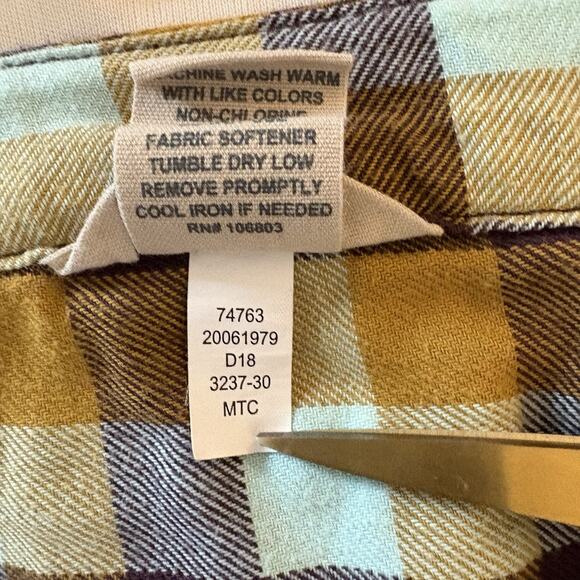 MACHINE WASH WARM
WITH LIKE COLORS
NON-CHLORINE
FABRIC SOFTENER
TUMBLE DRY LOW
REMOVE PROMPTLY
COOL IRON IF NEEDED
RN# 106803
74763
20061979
D18
3237-30
MTC